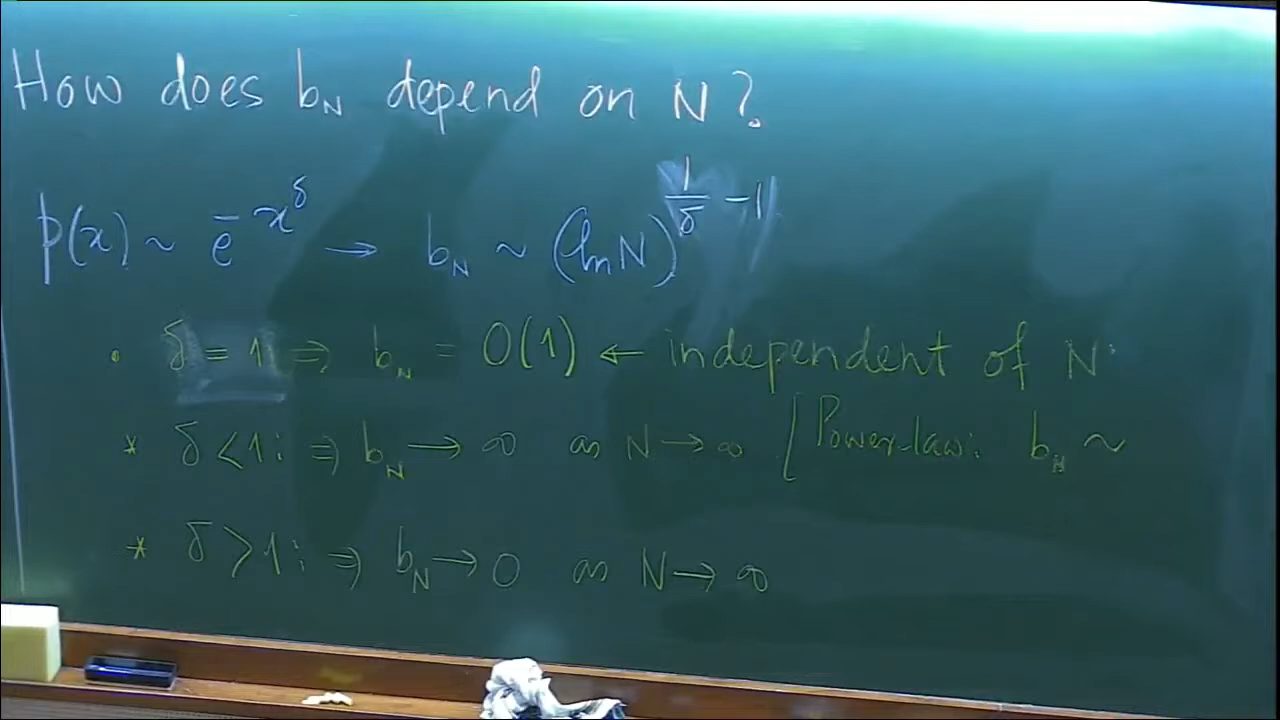 How does b_N depend on N?
p(x) ~ e^{-x^δ} → b_N ~ (ln N)^{1/δ - 1}
• δ = 1: ⇒ b_N = O(1) ← independent of N
* δ < 1: ⇒ b_N → ∞ as N → ∞ [Power-law: b_N ~
* δ > 1: ⇒ b_N → 0 as N → ∞